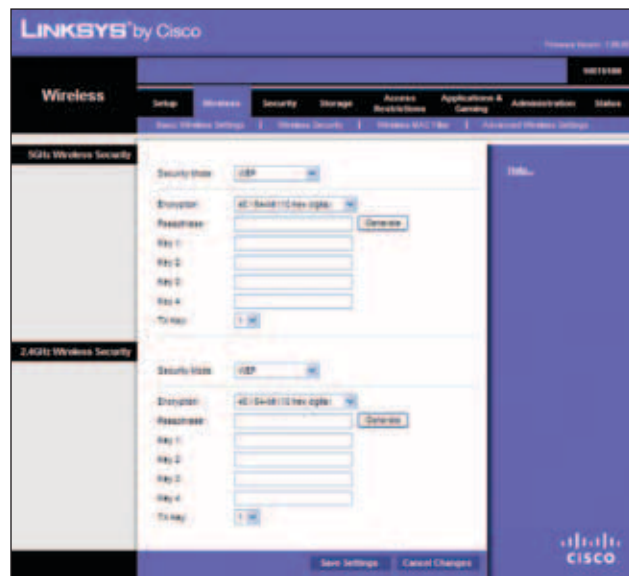 LINKSYS® by Cisco
Firmware Version:
Wireless
Setup
Wireless
Security
Storage
Access Restrictions
Applications & Gaming
Administration
Status
Basic Wireless Settings | Wireless Security | Wireless MAC Filter | Advanced Wireless Settings
5GHz Wireless Security
Help...
Security Mode: WEP
Encryption: 40 / 64-bit (10 hex digits)
Passphrase: Generate
Key 1:
Key 2:
Key 3:
Key 4:
TX Key: 1
2.4GHz Wireless Security
Security Mode: WEP
Encryption: 40 / 64-bit (10 hex digits)
Passphrase: Generate
Key 1:
Key 2:
Key 3:
Key 4:
TX Key: 1
Save Settings
Cancel Changes
CISCO